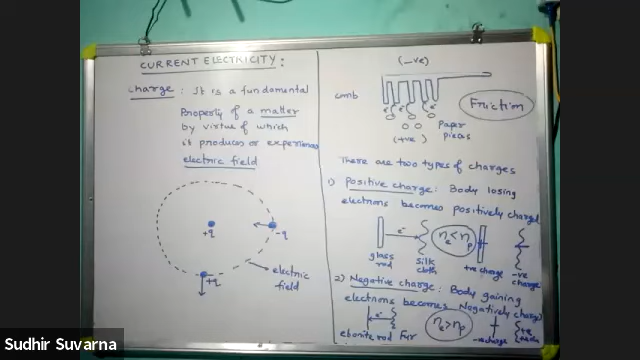 CURRENT ELECTRICITY:
Charge: It is a fundamental
Property of a matter
by virtue of which
it produces or experiences
electric field
+q
-q
+q
electric
field
(-ve)
comb
e e e
Friction
Paper
pieces
(+ve)
There are two types of charges
1) Positive charge: Body losing
electrons becomes positively charged
e-
ne < np
glass
rod
silk
cloth
+ve charge
-ve
charge
2) Negative charge: Body gaining
electrons becomes Negatively charg
e-
ne > np
ebonite rod Fur
-ve charge
+ve
Sudhir Suvarna